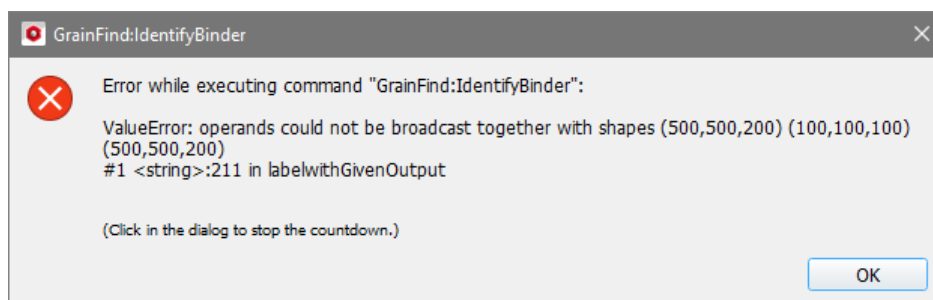 GrainFind:IdentifyBinder
Error while executing command "GrainFind:IdentifyBinder":
ValueError: operands could not be broadcast together with shapes (500,500,200) (100,100,100)
(500,500,200)
#1 <string>:211 in labelwithGivenOutput
(Click in the dialog to stop the countdown.)
OK